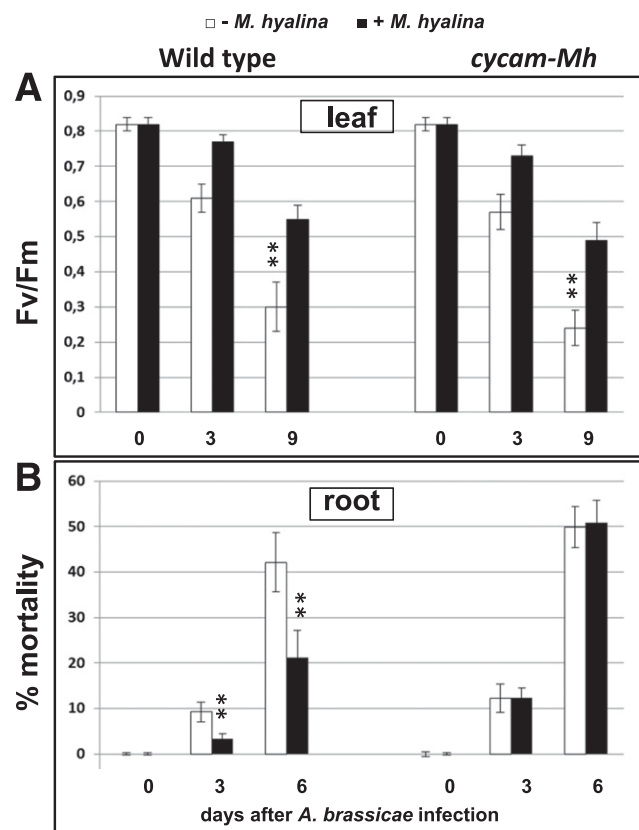 □ - M. hyalina ■ + M. hyalina
Wild type cycam-Mh
A
leaf
0,9
0,8
0,7
0,6
0,5
0,4
0,3
0,2
0,1
0
Fv/Fm
**
**
0 3 9 0 3 9
B
root
60
50
40
30
20
10
0
% mortality
**
**
0 3 6 0 3 6
days after A. brassicae infection